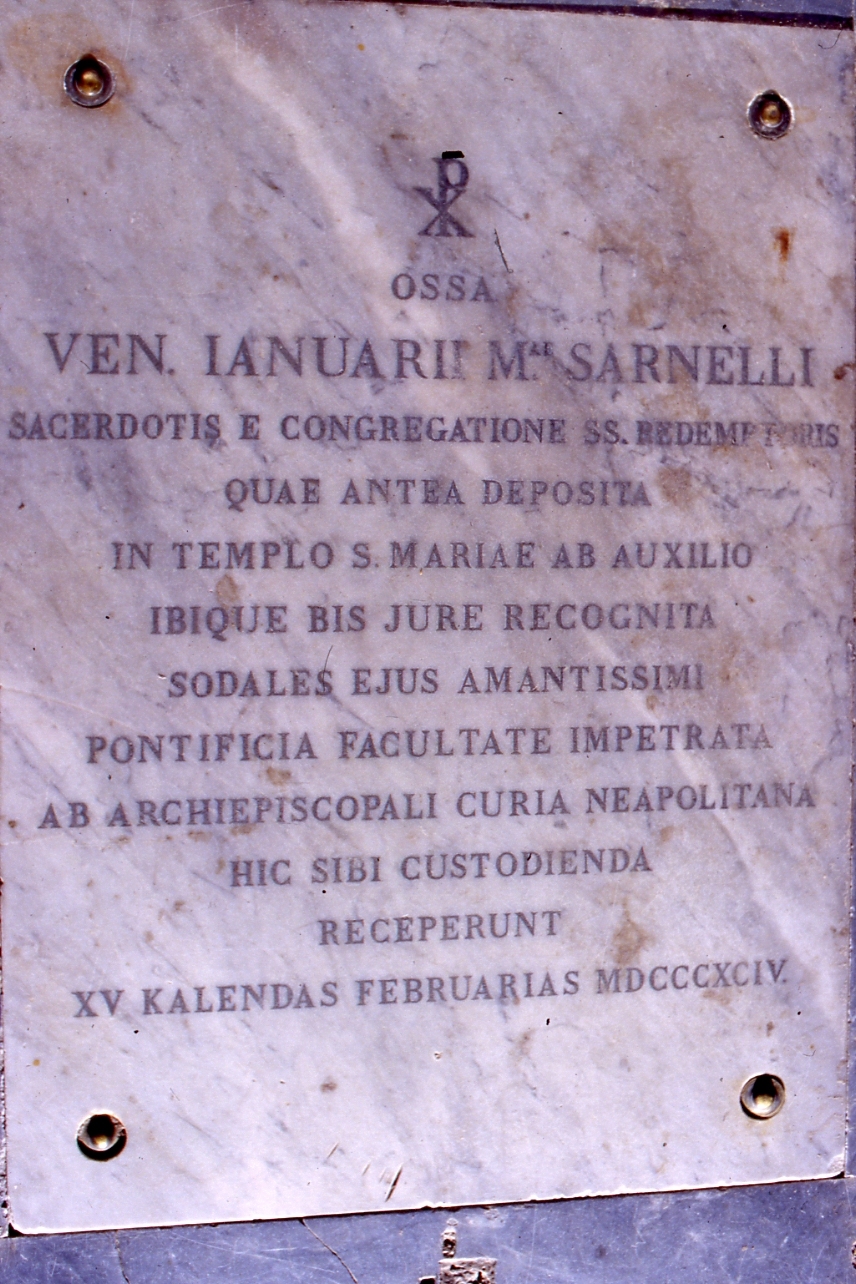 ☧
OSSA
VEN. IANUARII Mᴬᴱ SARNELLI
SACERDOTIS E CONGREGATIONE SS. REDEMPTORIS
QUAE ANTEA DEPOSITA
IN TEMPLO S. MARIAE AB AUXILIO
IBIQUE BIS JURE RECOGNITA
SODALES EJUS AMANTISSIMI
PONTIFICIA FACULTATE IMPETRATA
AB ARCHIEPISCOPALI CURIA NEAPOLITANA
HIC SIBI CUSTODIENDA
RECEPERUNT
XV KALENDAS FEBRUARIAS MDCCCXCIV.